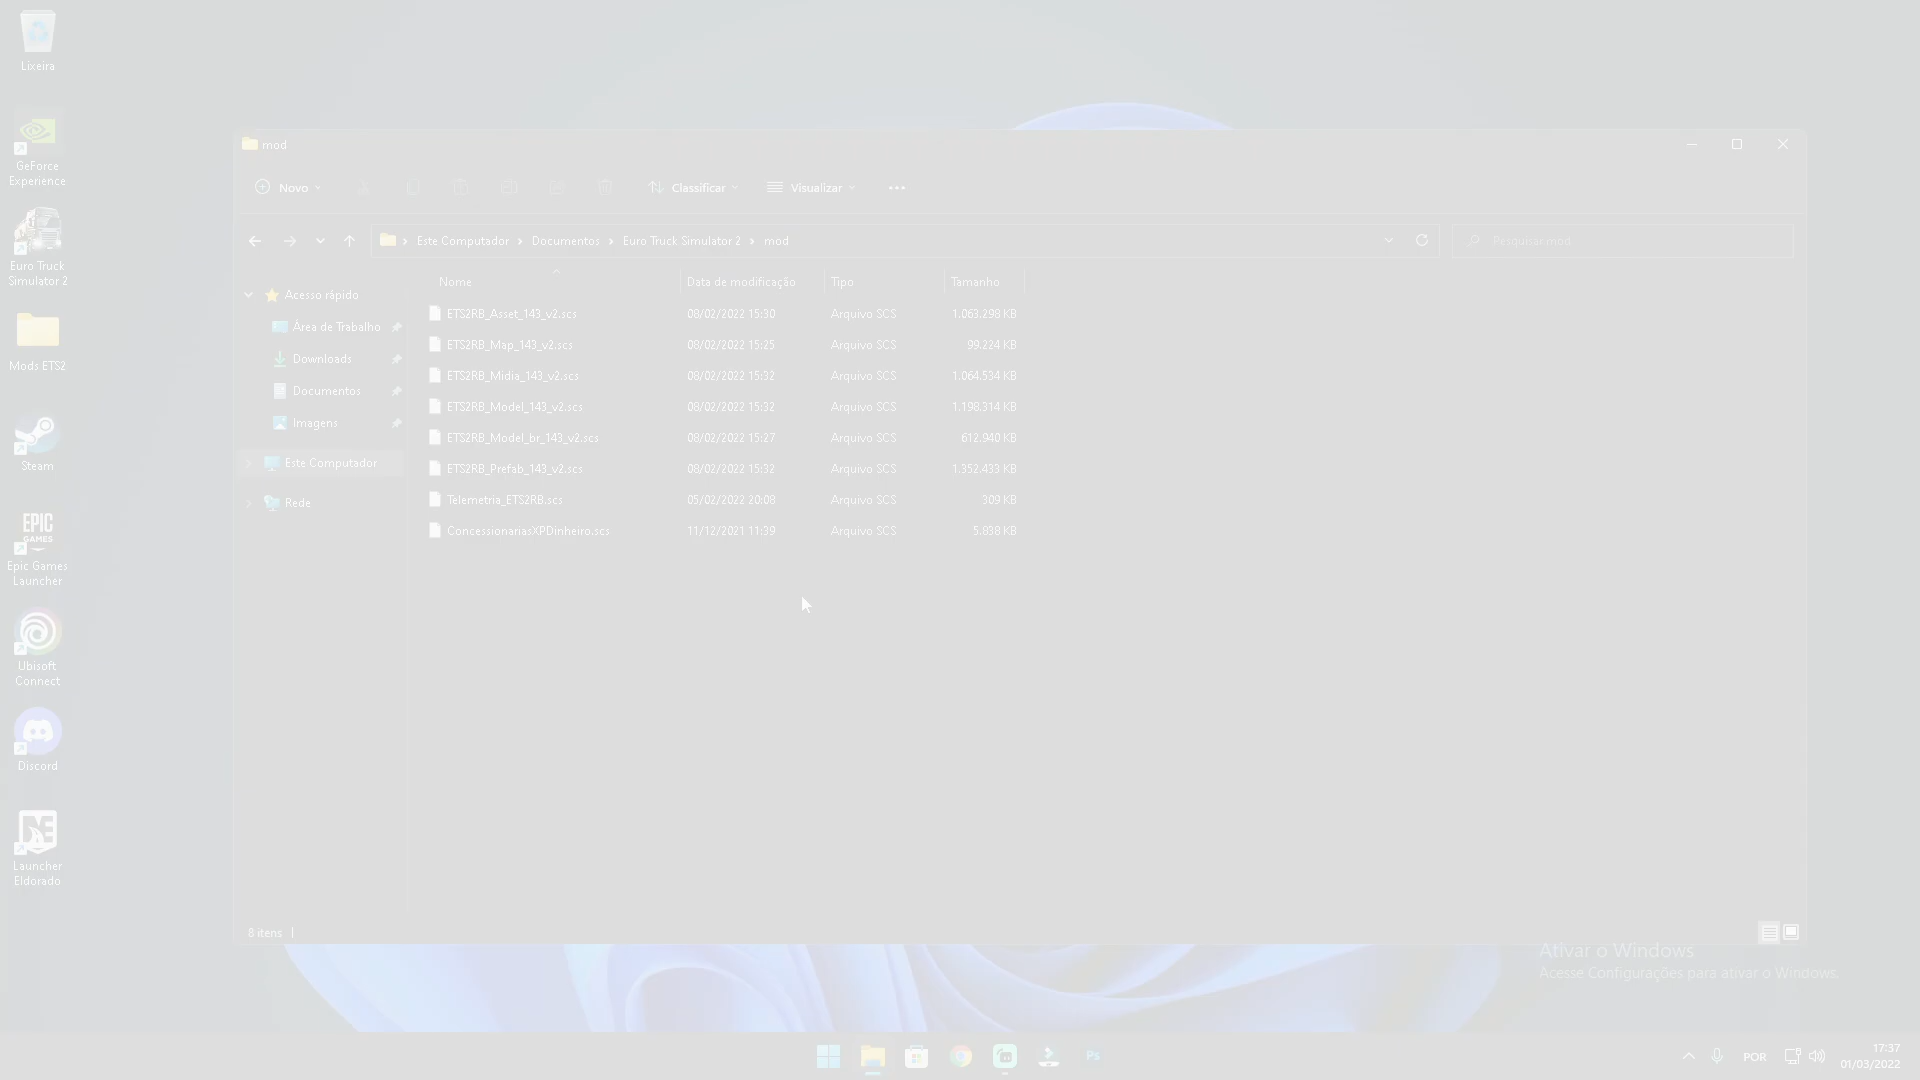 Lixeira
GeForce
Experience
Euro Truck
Simulator 2
Mods ETS2
Steam
EPIC
GAMES
Epic Games
Launcher
Ubisoft
Connect
Discord
Launcher
Eldorado
mod
Novo
Classificar
Visualizar
Este Computador
Documentos
Euro Truck Simulator 2
mod
Pesquisar mod
Acesso rápido
Área de Trabalho
Downloads
Documentos
Imagens
Este Computador
Rede
Nome Data de modificação Tipo Tamanho
ETS2RB_Asset_143_v2.scs 08/02/2022 15:30 Arquivo SCS 1.063.298 KB
ETS2RB_Map_143_v2.scs 08/02/2022 15:25 Arquivo SCS 99.224 KB
ETS2RB_Midia_143_v2.scs 08/02/2022 15:32 Arquivo SCS 1.064.534 KB
ETS2RB_Model_143_v2.scs 08/02/2022 15:32 Arquivo SCS 1.198.314 KB
ETS2RB_Model_br_143_v2.scs 08/02/2022 15:27 Arquivo SCS 612.940 KB
ETS2RB_Prefab_143_v2.scs 08/02/2022 15:32 Arquivo SCS 1.352.433 KB
Telemetria_ETS2RB.scs 05/02/2022 20:08 Arquivo SCS 309 KB
ConcessionariasXPDinheiro.scs 11/12/2021 11:39 Arquivo SCS 5.838 KB
8 itens
Ativar o Windows
Acesse Configurações para ativar o Windows.
Ps
POR
17:37
01/03/2022